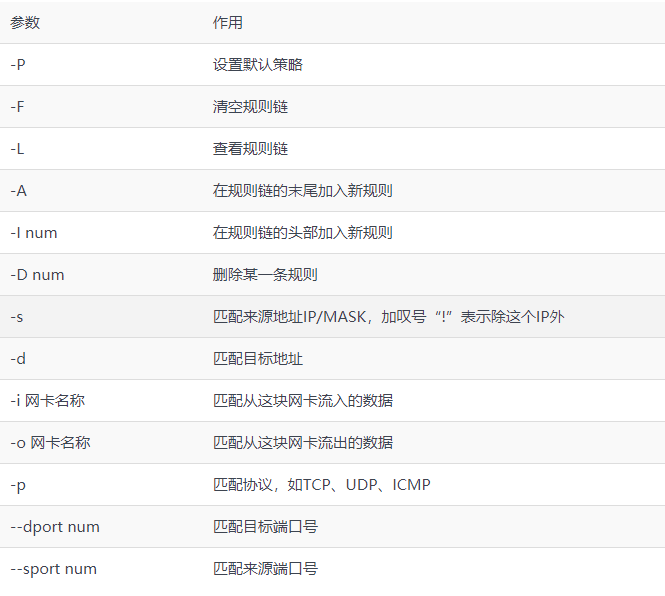 参数 作用
-P 设置默认策略
-F 清空规则链
-L 查看规则链
-A 在规则链的末尾加入新规则
-I num 在规则链的头部加入新规则
-D num 删除某一条规则
-s 匹配来源地址IP/MASK，加叹号“!”表示除这个IP外
-d 匹配目标地址
-i 网卡名称 匹配从这块网卡流入的数据
-o 网卡名称 匹配从这块网卡流出的数据
-p 匹配协议，如TCP、UDP、ICMP
--dport num 匹配目标端口号
--sport num 匹配来源端口号